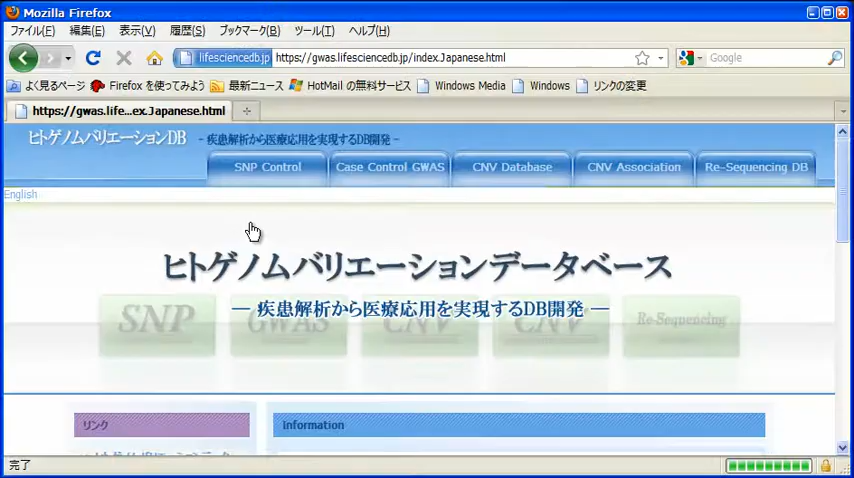 Mozilla Firefox
ファイル(F) 編集(E) 表示(V) 履歴(S) ブックマーク(B) ツール(T) ヘルプ(H)
lifesciencedb.jp https://gwas.lifesciencedb.jp/index.Japanese.html Google
よく見るページ Firefox を使ってみよう 最新ニュース HotMail の無料サービス Windows Media Windows リンクの変更
https://gwas.life...ex.Japanese.html
ヒトゲノムバリエーションDB - 疾患解析から医療応用を実現するDB開発 -
SNP Control Case Control GWAS CNV Database CNV Association Re-Sequencing DB
English
ヒトゲノムバリエーションデータベース
― 疾患解析から医療応用を実現するDB開発 ―
SNP GWAS CNV CNV Re-Sequencing
リンク Information
完了